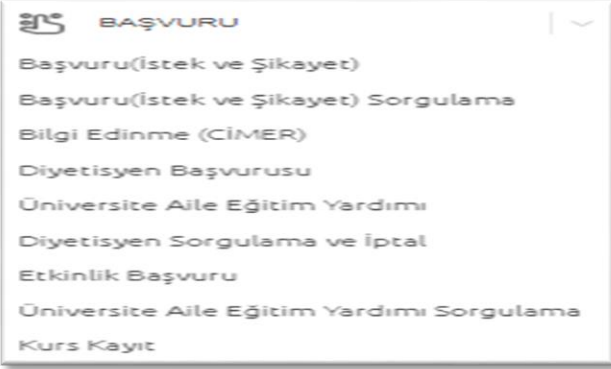 BAŞVURU
Başvuru(İstek ve Şikayet)
Başvuru(İstek ve Şikayet) Sorgulama
Bilgi Edinme (CİMER)
Diyetisyen Başvurusu
Üniversite Aile Eğitim Yardımı
Diyetisyen Sorgulama ve İptal
Etkinlik Başvuru
Üniversite Aile Eğitim Yardımı Sorgulama
Kurs Kayıt